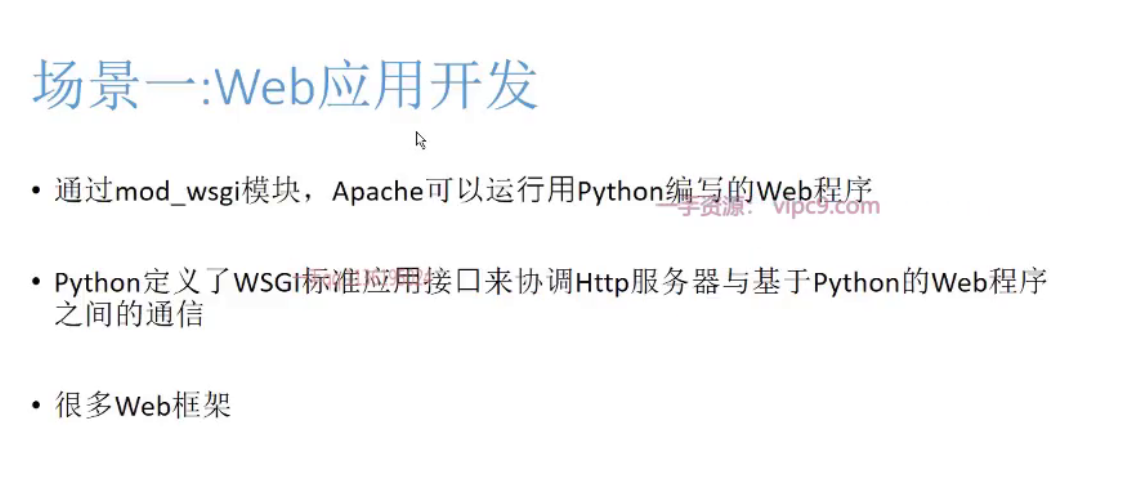 场景一:Web应用开发
• 通过mod_wsgi模块，Apache可以运行用Python编写的Web程序
一手资源： vipc9.com
• Python定义了WSGI标准应用接口来协调Http服务器与基于Python的Web程序
之间的通信
• 很多Web框架